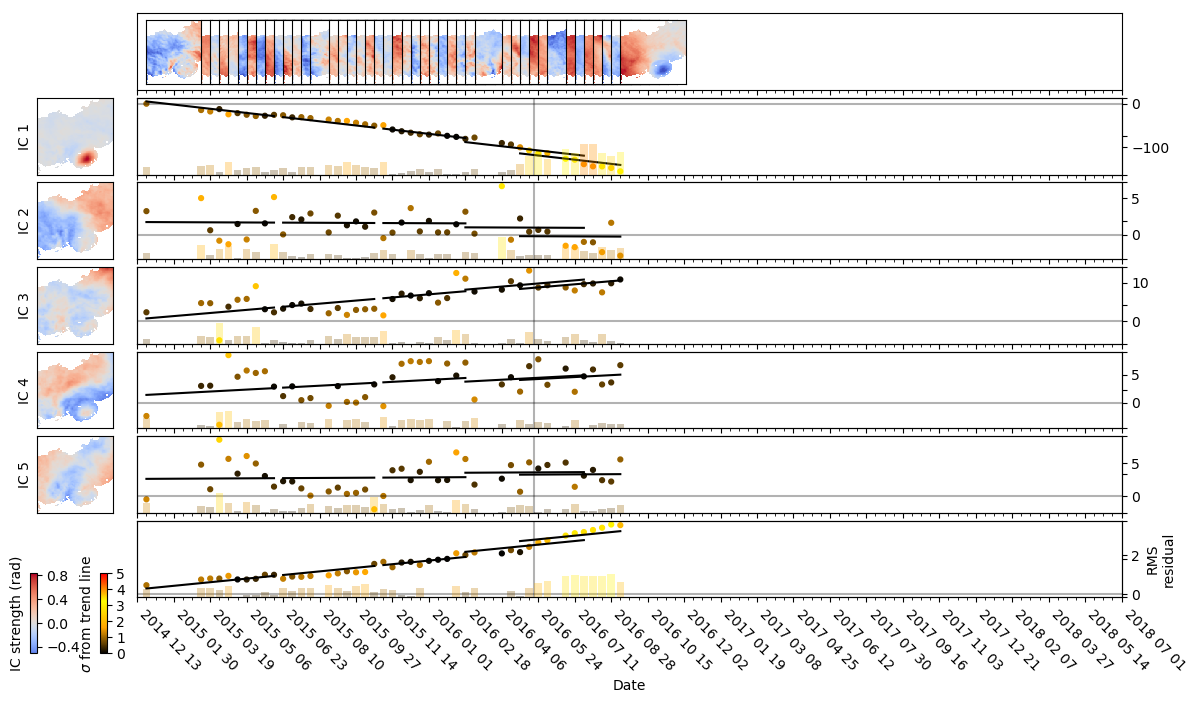 IC 1
0
−100
IC 2
5
0
IC 3
10
0
IC 4
5
0
IC 5
5
0
RMS
residual
2
0
IC strength (rad)
0.8
0.4
0.0
−0.4
σ from trend line
5
4
3
2
1
0
2014 12 13
2015 01 30
2015 03 19
2015 05 06
2015 06 23
2015 08 10
2015 09 27
2015 11 14
2016 01 01
2016 02 18
2016 04 06
2016 05 24
2016 07 11
2016 08 28
2016 10 15
2016 12 02
2017 01 19
2017 03 08
2017 04 25
2017 06 12
2017 07 30
2017 09 16
2017 11 03
2017 12 21
2018 02 07
2018 03 27
2018 05 14
2018 07 01
Date